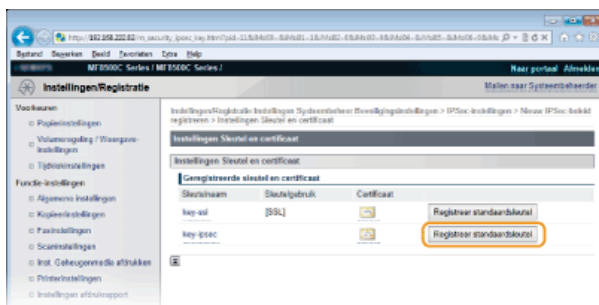 Bestand Bewerken Beeld Favorieten Extra Help
MF8500C Series / MF8500C Series /
Naar portaal Afmelden
Instellingen/Registratie
Mailen naar Systeembeheerder
Voorkeuren
Papierinstellingen
Volumeregeling / Weergave-
instellingen
Tijdklokinstellingen
Functie-instellingen
Algemene instellingen
Kopieerinstellingen
Faxinstellingen
Scaninstellingen
Inst. Geheugenmedia afdrukken
Printerinstellingen
Instellingen afdrukrapport
Instellingen/Registratie: Instellingen Systeembeheer: Beveiligingsinstellingen > IPSec-instellingen > Nieuw IPSec-beleid
registreren > Instellingen Sleutel en certificaat
Instellingen Sleutel en certificaat
Instellingen Sleutel en certificaat
Geregistreerde sleutel en certificaat
Sleutelnaam Sleutelgebruik Certificaat
key-ssl [SSL] Registreer standaardsleutel
key-ipsec Registreer standaardsleutel